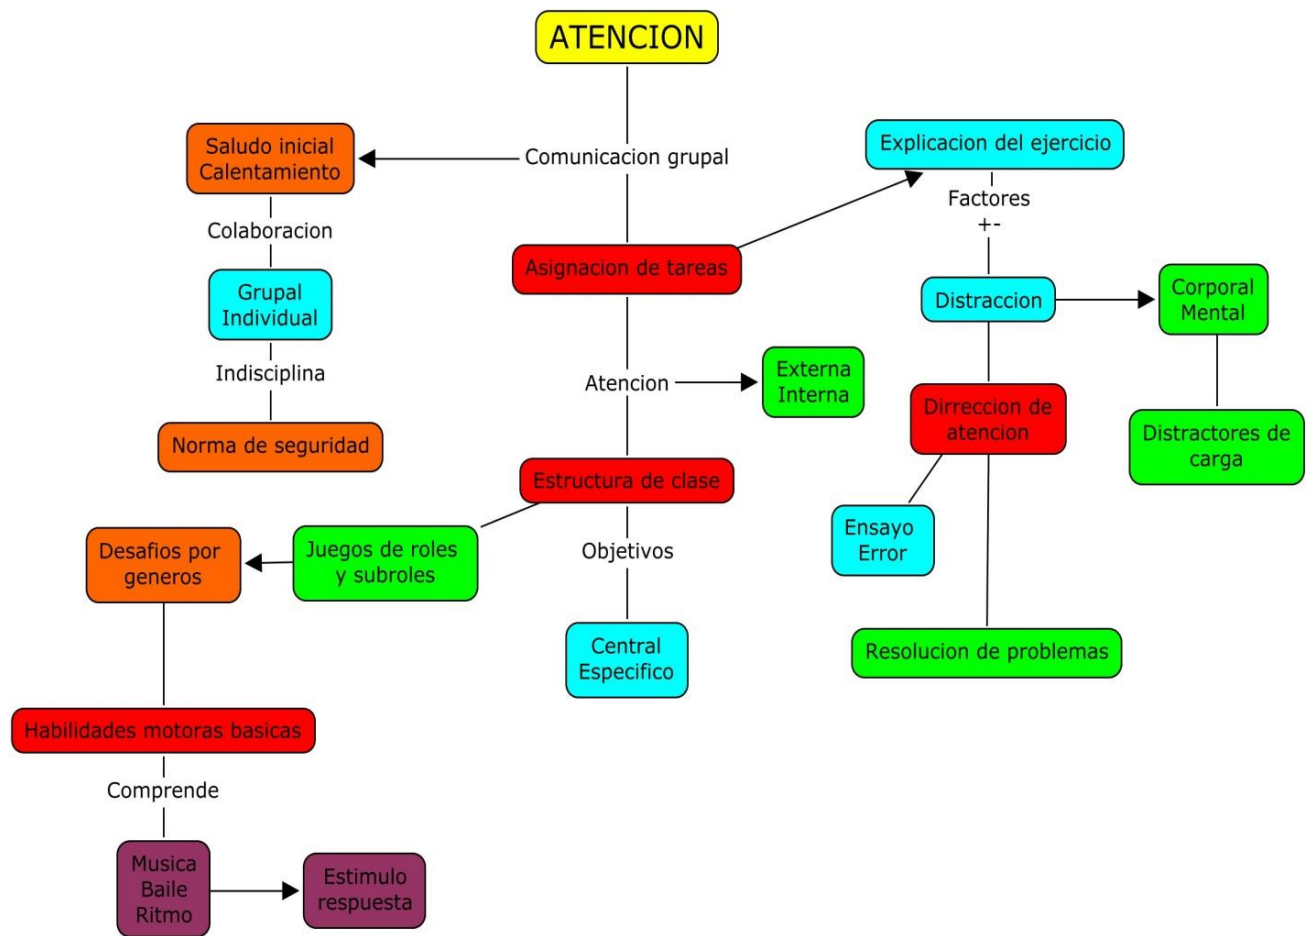 ATENCION
Saludo inicial
Calentamiento
Comunicacion grupal
Explicacion del ejercicio
Factores
+-
Colaboracion
Asignacion de tareas
Grupal
Individual
Distraccion
Corporal
Mental
Indisciplina
Atencion
Externa
Interna
Dirreccion de
atencion
Distractores de
carga
Norma de seguridad
Estructura de clase
Ensayo
Error
Desafios por
generos
Juegos de roles
y subroles
Objetivos
Central
Especifico
Resolucion de problemas
Habilidades motoras basicas
Comprende
Musica
Baile
Ritmo
Estimulo
respuesta